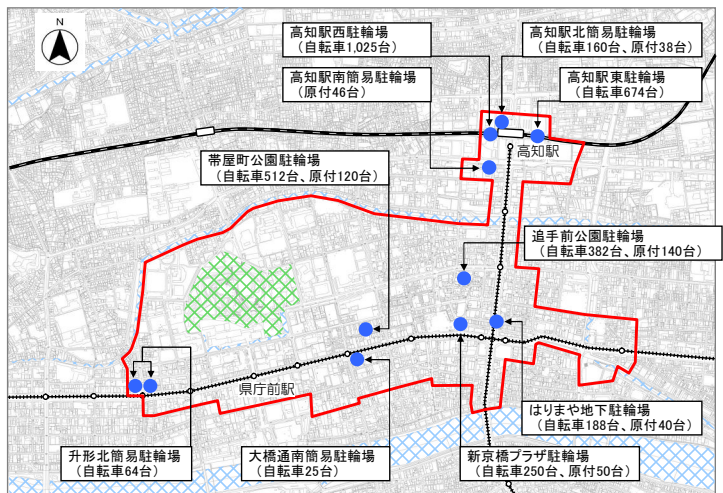 N
高知駅西駐輪場
（自転車1,025台）
高知駅北簡易駐輪場
（自転車160台、原付38台）
高知駅南簡易駐輪場
（原付46台）
高知駅東駐輪場
（自転車674台）
高知駅
帯屋町公園駐輪場
（自転車512台、原付120台）
追手前公園駐輪場
（自転車382台、原付140台）
県庁前駅
はりまや地下駐輪場
（自転車188台、原付40台）
升形北簡易駐輪場
（自転車64台）
大橋通南簡易駐輪場
（自転車25台）
新京橋プラザ駐輪場
（自転車250台、原付50台）